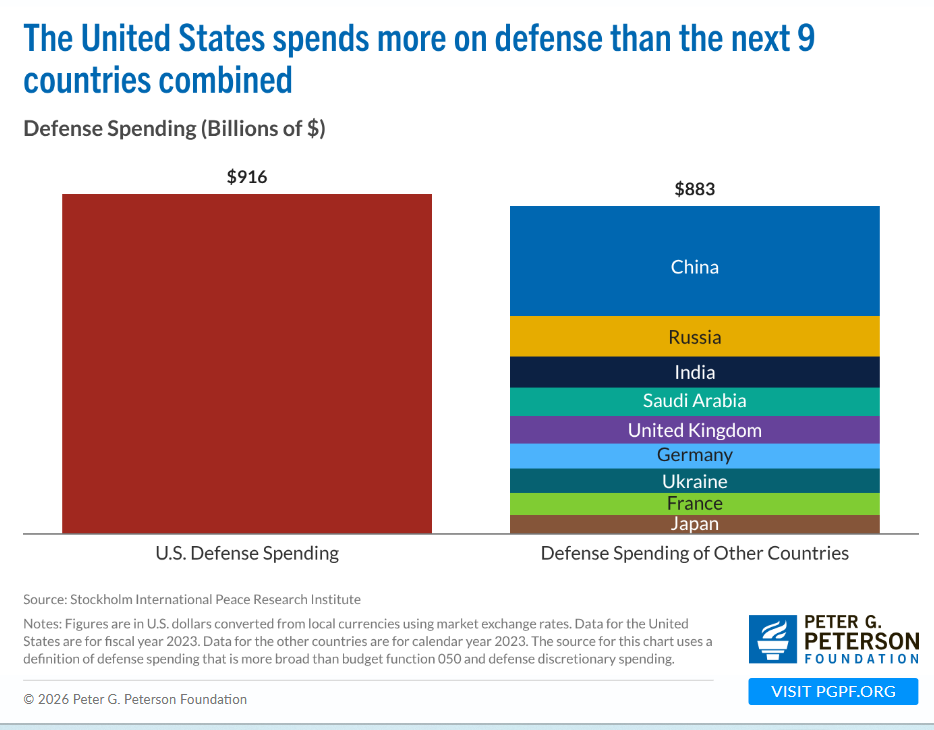 The United States spends more on defense than the next 9
countries combined
Defense Spending (Billions of $)
$916
$883
China
Russia
India
Saudi Arabia
United Kingdom
Germany
Ukraine
France
Japan
U.S. Defense Spending
Defense Spending of Other Countries
Source: Stockholm International Peace Research Institute
Notes: Figures are in U.S. dollars converted from local currencies using market exchange rates. Data for the United
States are for fiscal year 2023. Data for the other countries are for calendar year 2023. The source for this chart uses a
definition of defense spending that is more broad than budget function 050 and defense discretionary spending.
© 2026 Peter G. Peterson Foundation
PETER G.
PETERSON
FOUNDATION
VISIT PGPF.ORG